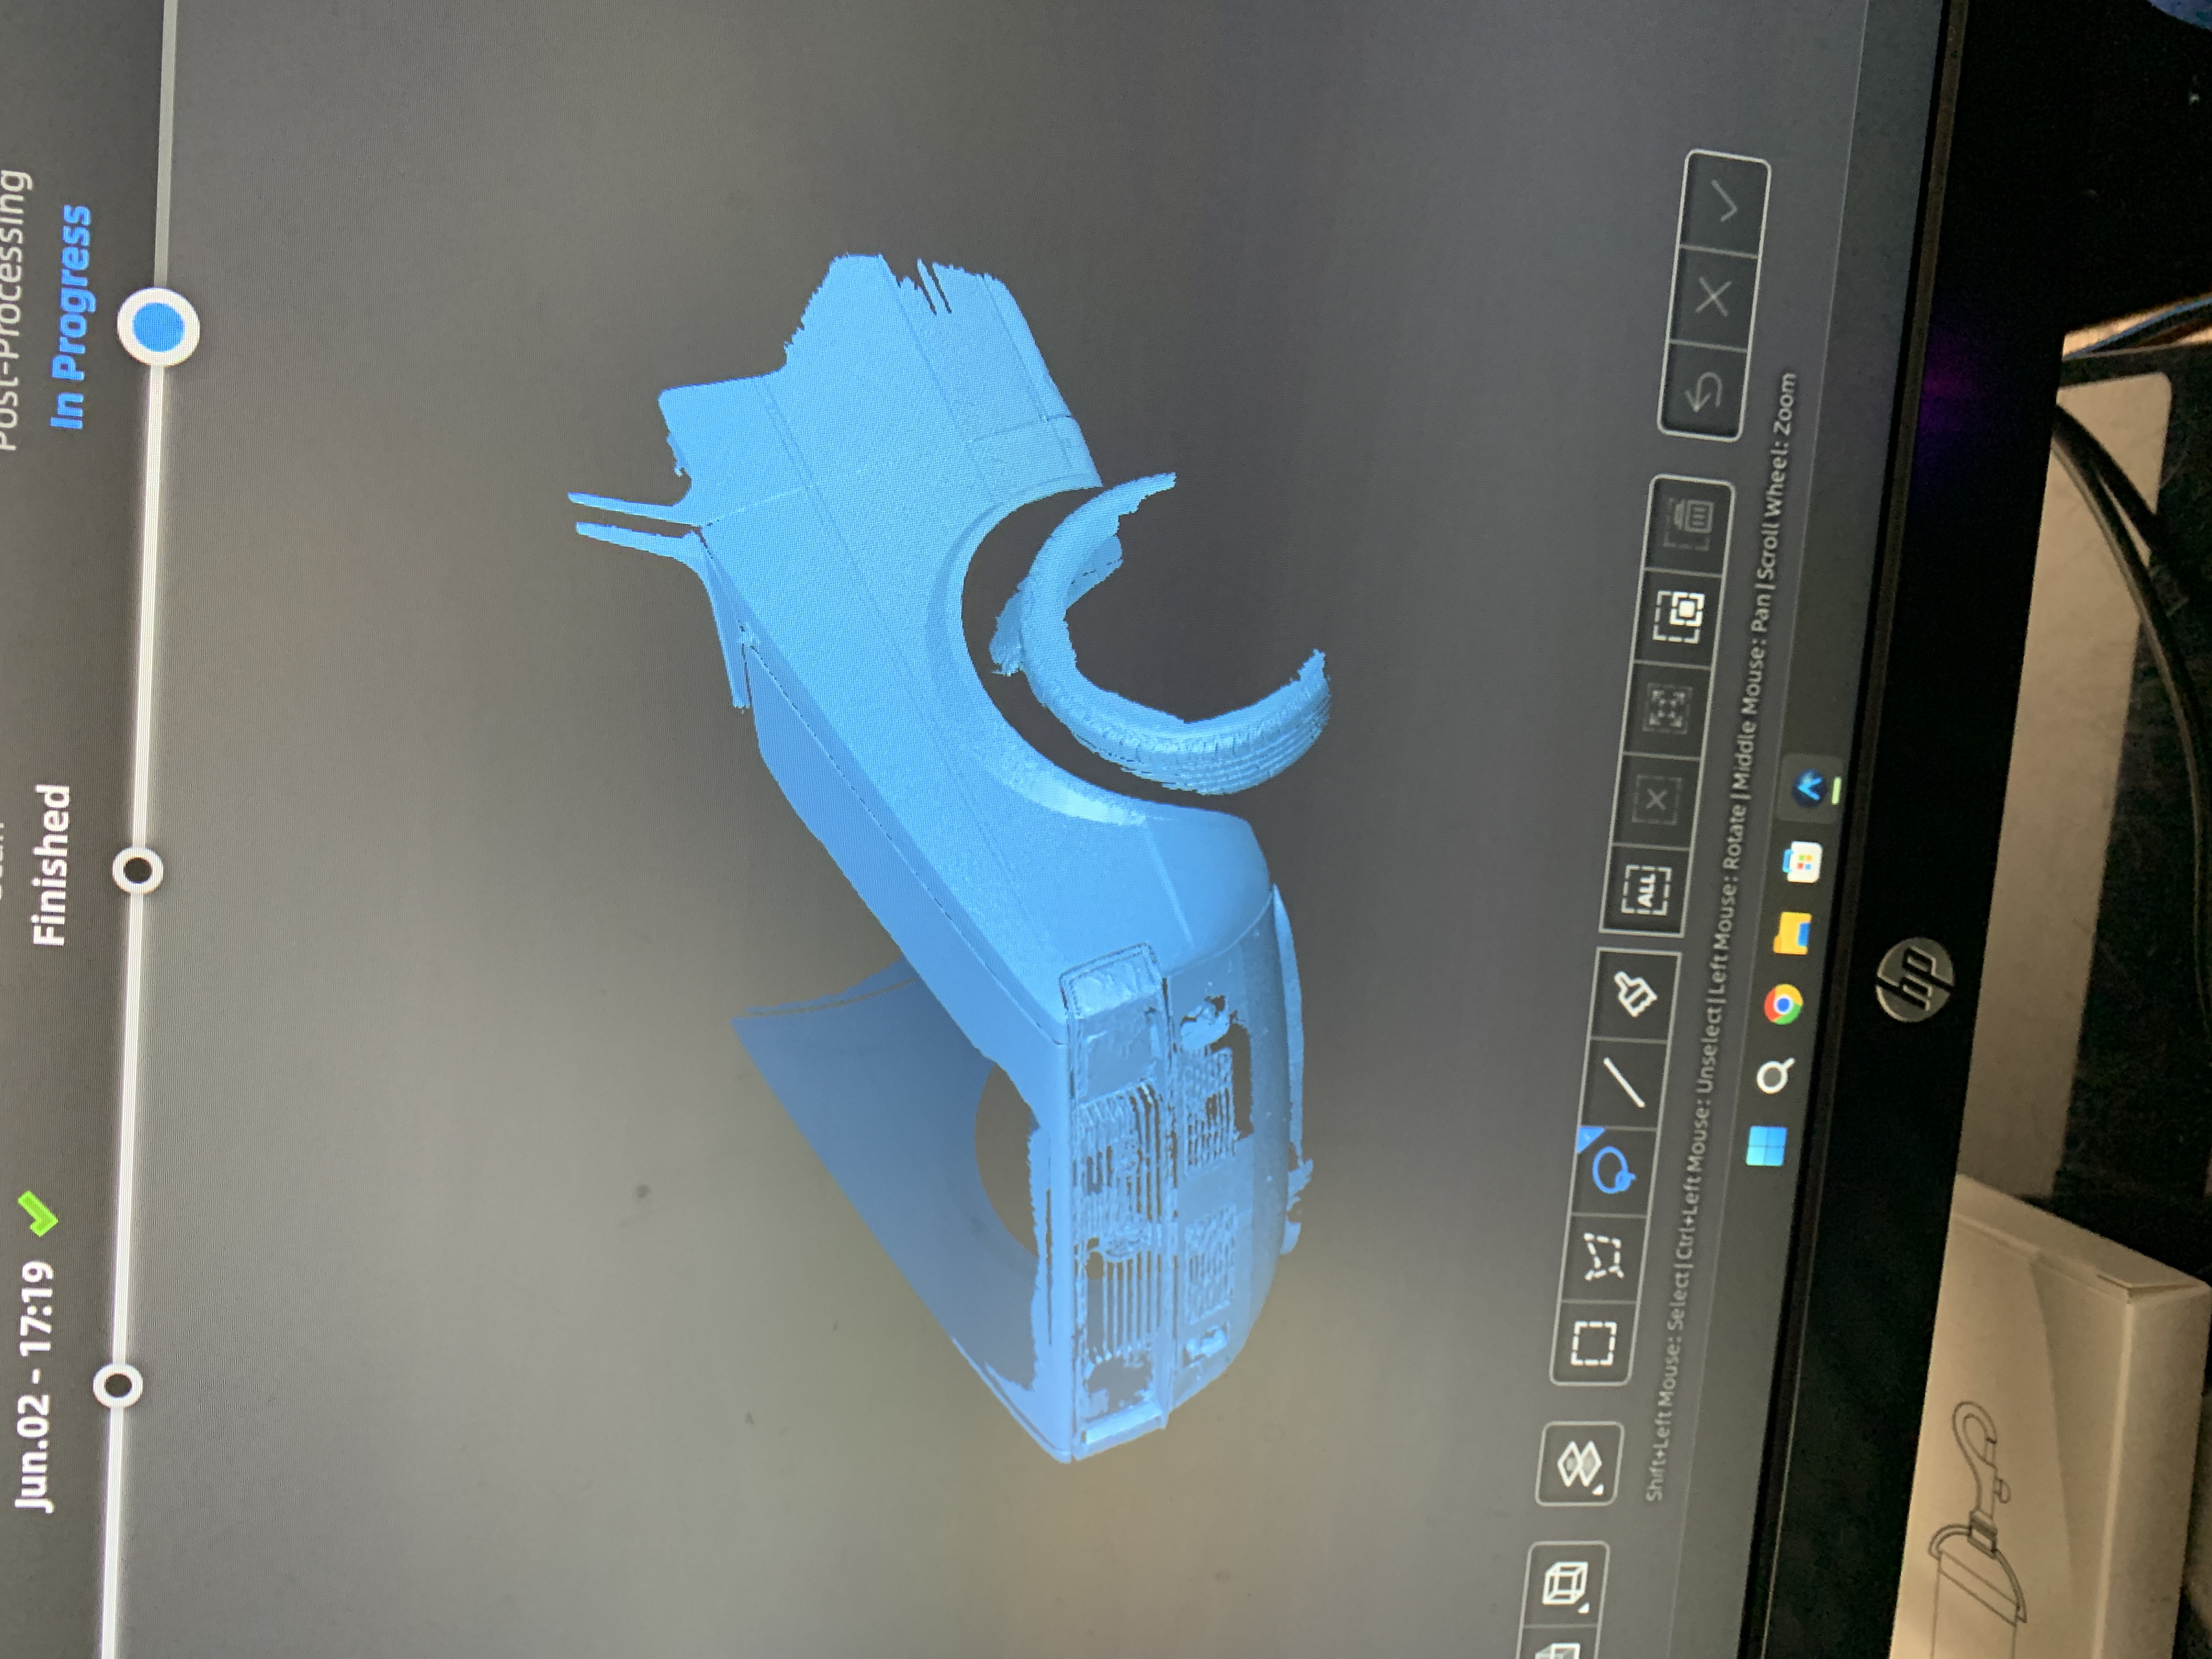 Scan
Post-Processing
Jun.02 - 17:19
Finished
In Progress
ALL
Shift+Left Mouse: Select | Ctrl+Left Mouse: Unselect | Left Mouse: Rotate | Middle Mouse: Pan | Scroll Wheel: Zoom
hp